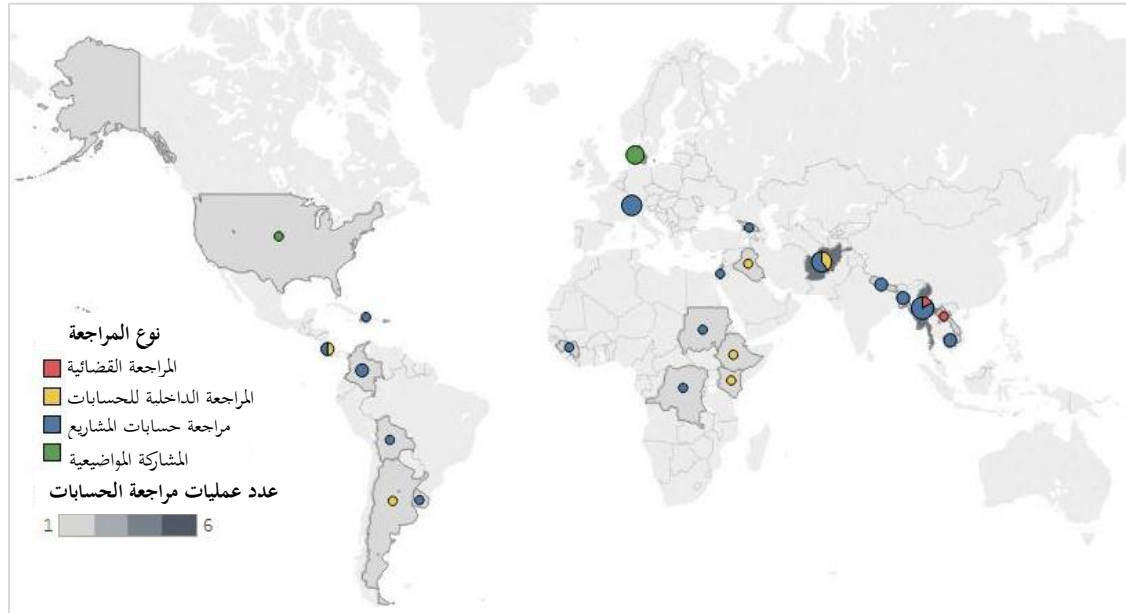 نوع المراجعة
المراجعة القضائية
المراجعة الداخلية للحسابات
مراجعة حسابات المشاريع
المشاركة المواضيعية
عدد عمليات مراجعة الحسابات
1 6